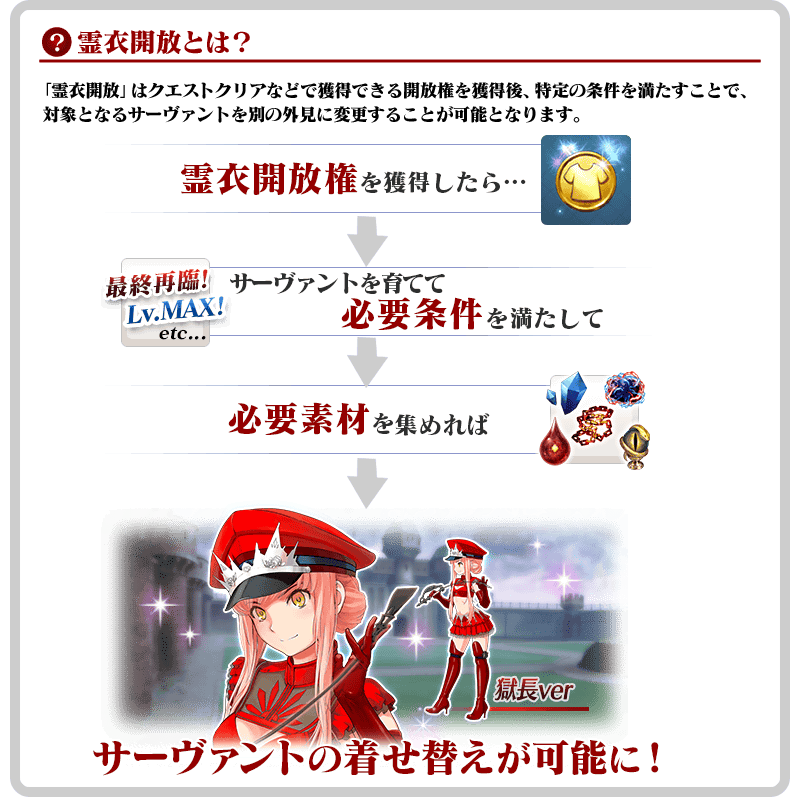 ? 霊衣開放とは？
「霊衣開放」はクエストクリアなどで獲得できる開放権を獲得後、特定の条件を満たすことで、
対象となるサーヴァントを別の外見に変更することが可能となります。
霊衣開放権を獲得したら…
最終再臨!
Lv.MAX!
etc...
サーヴァントを育てて
必要条件を満たして
必要素材を集めれば
獄長ver
サーヴァントの着せ替えが可能に！